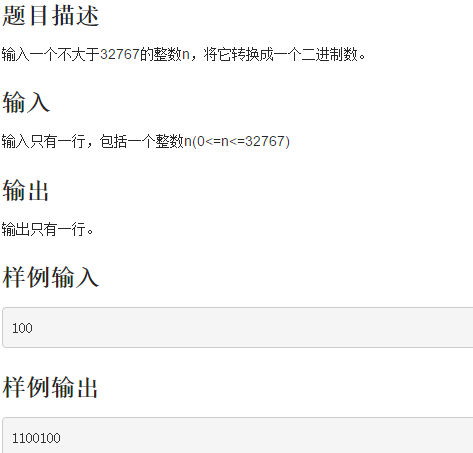 题目描述
输入一个不大于32767的整数n，将它转换成一个二进制数。
输入
输入只有一行，包括一个整数n(0<=n<=32767)
输出
输出只有一行。
样例输入
100
样例输出
1100100